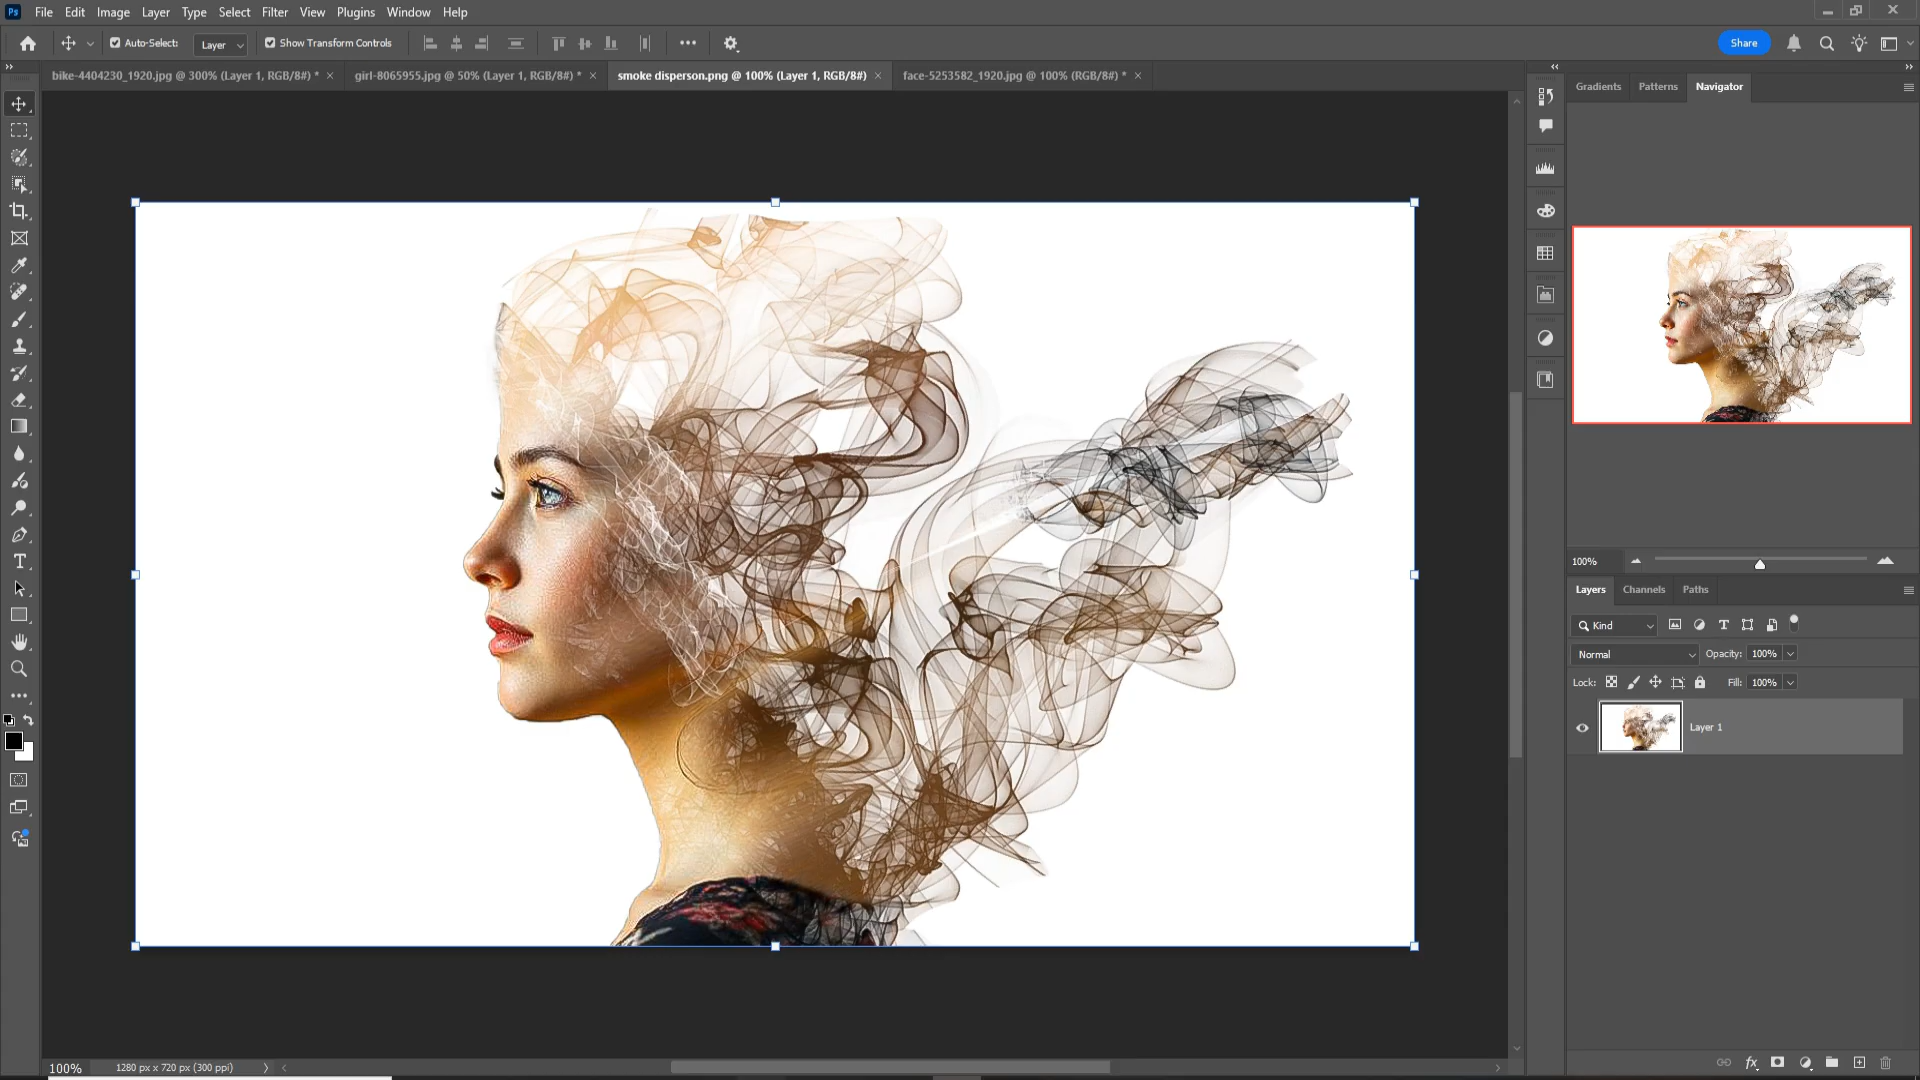 Ps File Edit Image Layer Type Select Filter View Plugins Window Help
Auto-Select: Layer Show Transform Controls Share
bike-4404230_1920.jpg @ 300% (Layer 1, RGB/8#) * girl-8065955.jpg @ 50% (Layer 1, RGB/8#) * smoke disperson.png @ 100% (Layer 1, RGB/8#) face-5253582_1920.jpg @ 100% (RGB/8#) *
Gradients Patterns Navigator
100%
Layers Channels Paths
Kind
Normal Opacity: 100%
Lock: Fill: 100%
Layer 1
100% 1280 px x 720 px (300 ppi)